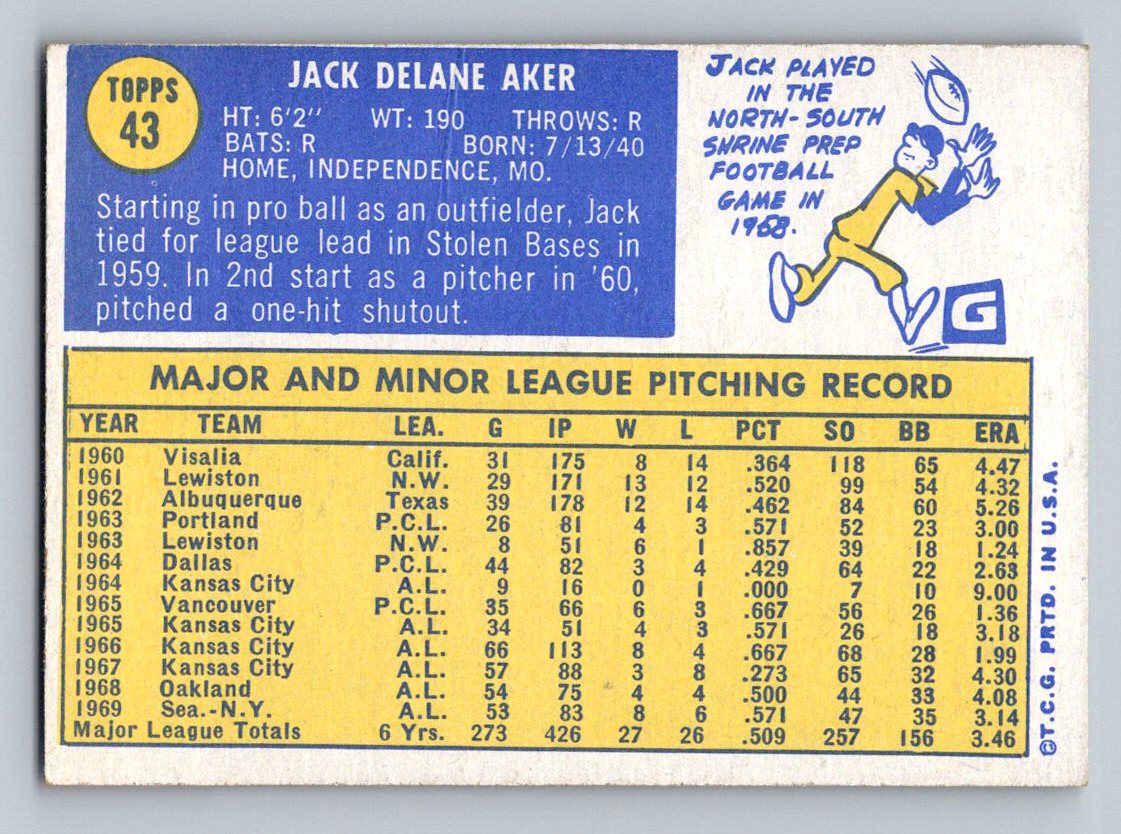 TOPPS
43
JACK DELANE AKER
HT: 6'2" WT: 190 THROWS: R
BATS: R BORN: 7/13/40
HOME, INDEPENDENCE, MO.
Starting in pro ball as an outfielder, Jack
tied for league lead in Stolen Bases in
1959. In 2nd start as a pitcher in '60,
pitched a one-hit shutout.
JACK PLAYED
IN THE
NORTH-SOUTH
SHRINE PREP
FOOTBALL
GAME IN
1958.
G
MAJOR AND MINOR LEAGUE PITCHING RECORD
YEAR TEAM LEA. G IP W L PCT SO BB ERA
1960 Visalia Calif. 31 175 8 14 .364 118 65 4.47
1961 Lewiston N.W. 29 171 13 12 .520 99 54 4.32
1962 Albuquerque Texas 39 178 12 14 .462 84 60 5.26
1963 Portland P.C.L. 26 81 4 3 .571 52 23 3.00
1963 Lewiston N.W. 8 51 6 1 .857 39 18 1.24
1964 Dallas P.C.L. 44 82 3 4 .429 64 22 2.63
1964 Kansas City A.L. 9 16 0 1 .000 7 10 9.00
1965 Vancouver P.C.L. 35 66 6 3 .667 56 26 1.36
1965 Kansas City A.L. 34 51 4 3 .571 26 18 3.18
1966 Kansas City A.L. 66 113 8 4 .667 68 28 1.99
1967 Kansas City A.L. 57 88 3 8 .273 65 32 4.30
1968 Oakland A.L. 54 75 4 4 .500 44 33 4.08
1969 Sea.-N.Y. A.L. 53 83 8 6 .571 47 35 3.14
Major League Totals 6 Yrs. 273 426 27 26 .509 257 156 3.46
©T.C.G. PRTD. IN U.S.A.